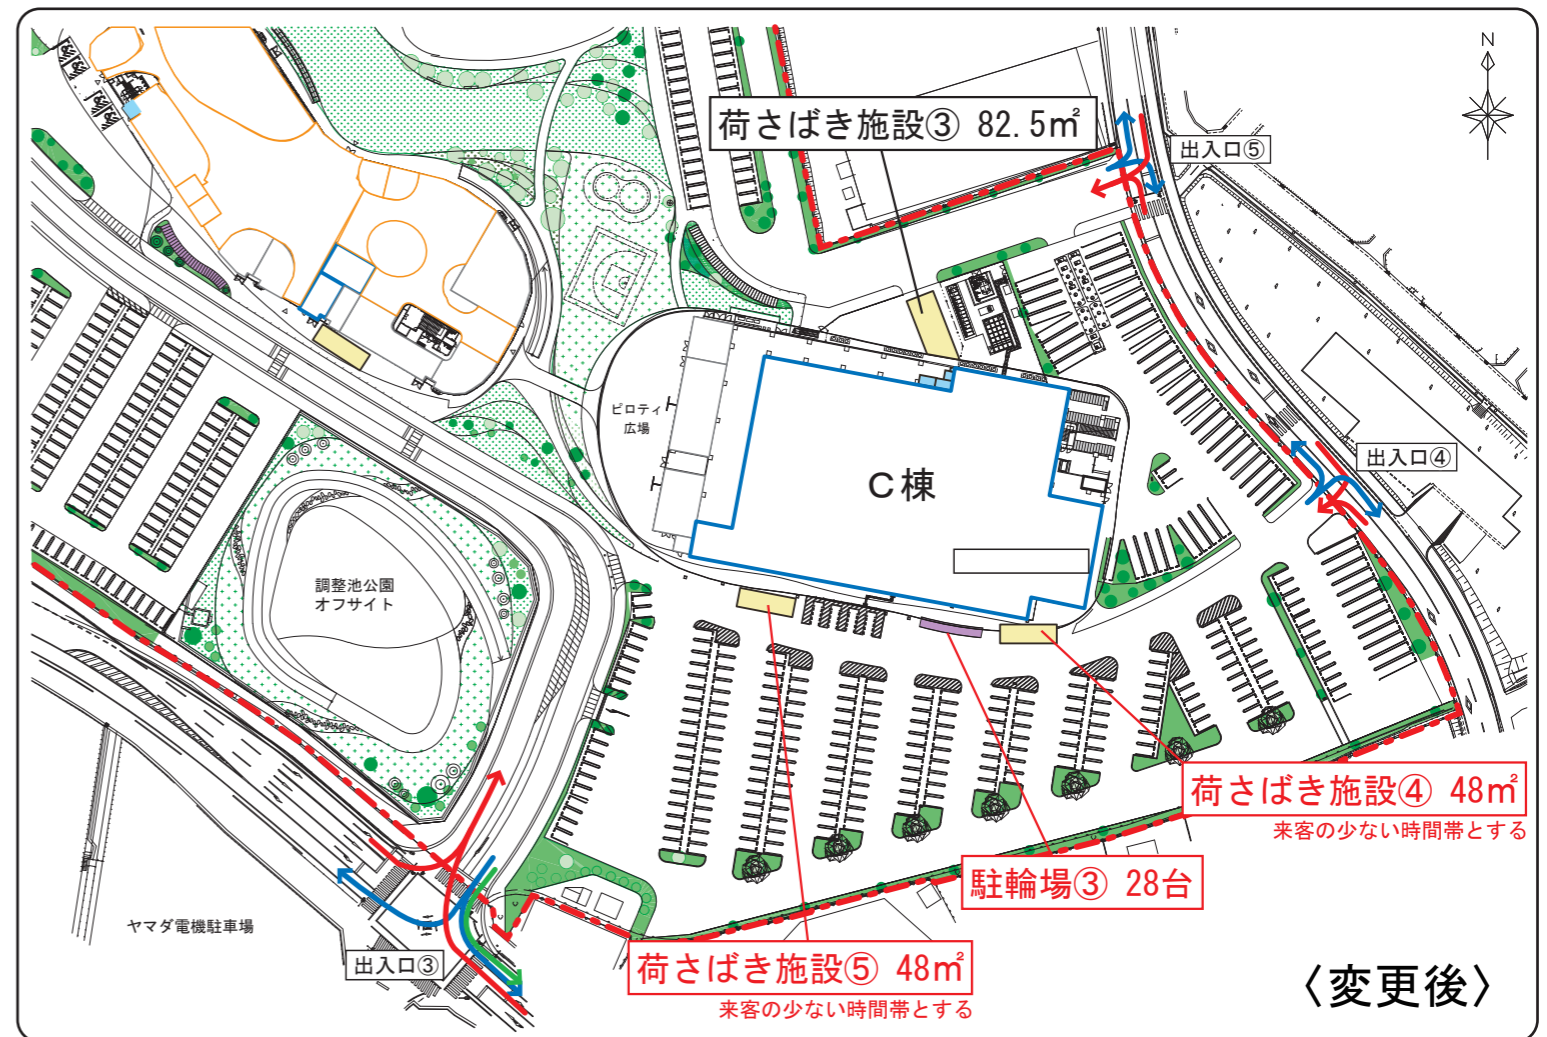 N
荷さばき施設③ 82.5㎡
出入口⑤
ピロティ
広場
C棟
出入口④
調整池公園
オフサイト
荷さばき施設④ 48㎡
来客の少ない時間帯とする
駐輪場③ 28台
ヤマダ電機駐車場
出入口③
荷さばき施設⑤ 48㎡
来客の少ない時間帯とする
〈変更後〉